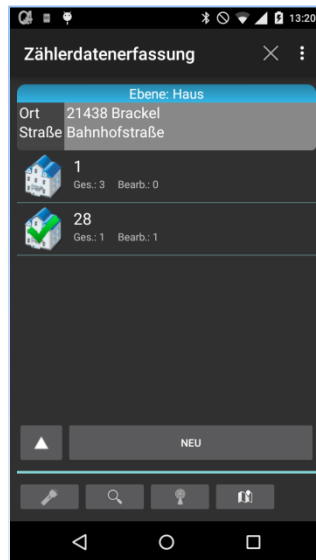 13:20
Zählerdatenerfassung
Ebene: Haus
Ort 21438 Brackel
Straße Bahnhofstraße
1
Ges.: 3 Bearb.: 0
28
Ges.: 1 Bearb.: 1
NEU